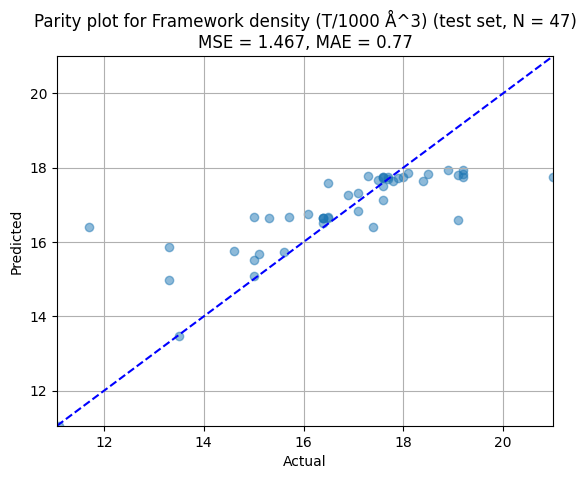 Parity plot for Framework density (T/1000 Å^3) (test set, N = 47)
MSE = 1.467, MAE = 0.77
20
18
16
14
12
Predicted
12 14 16 18 20
Actual